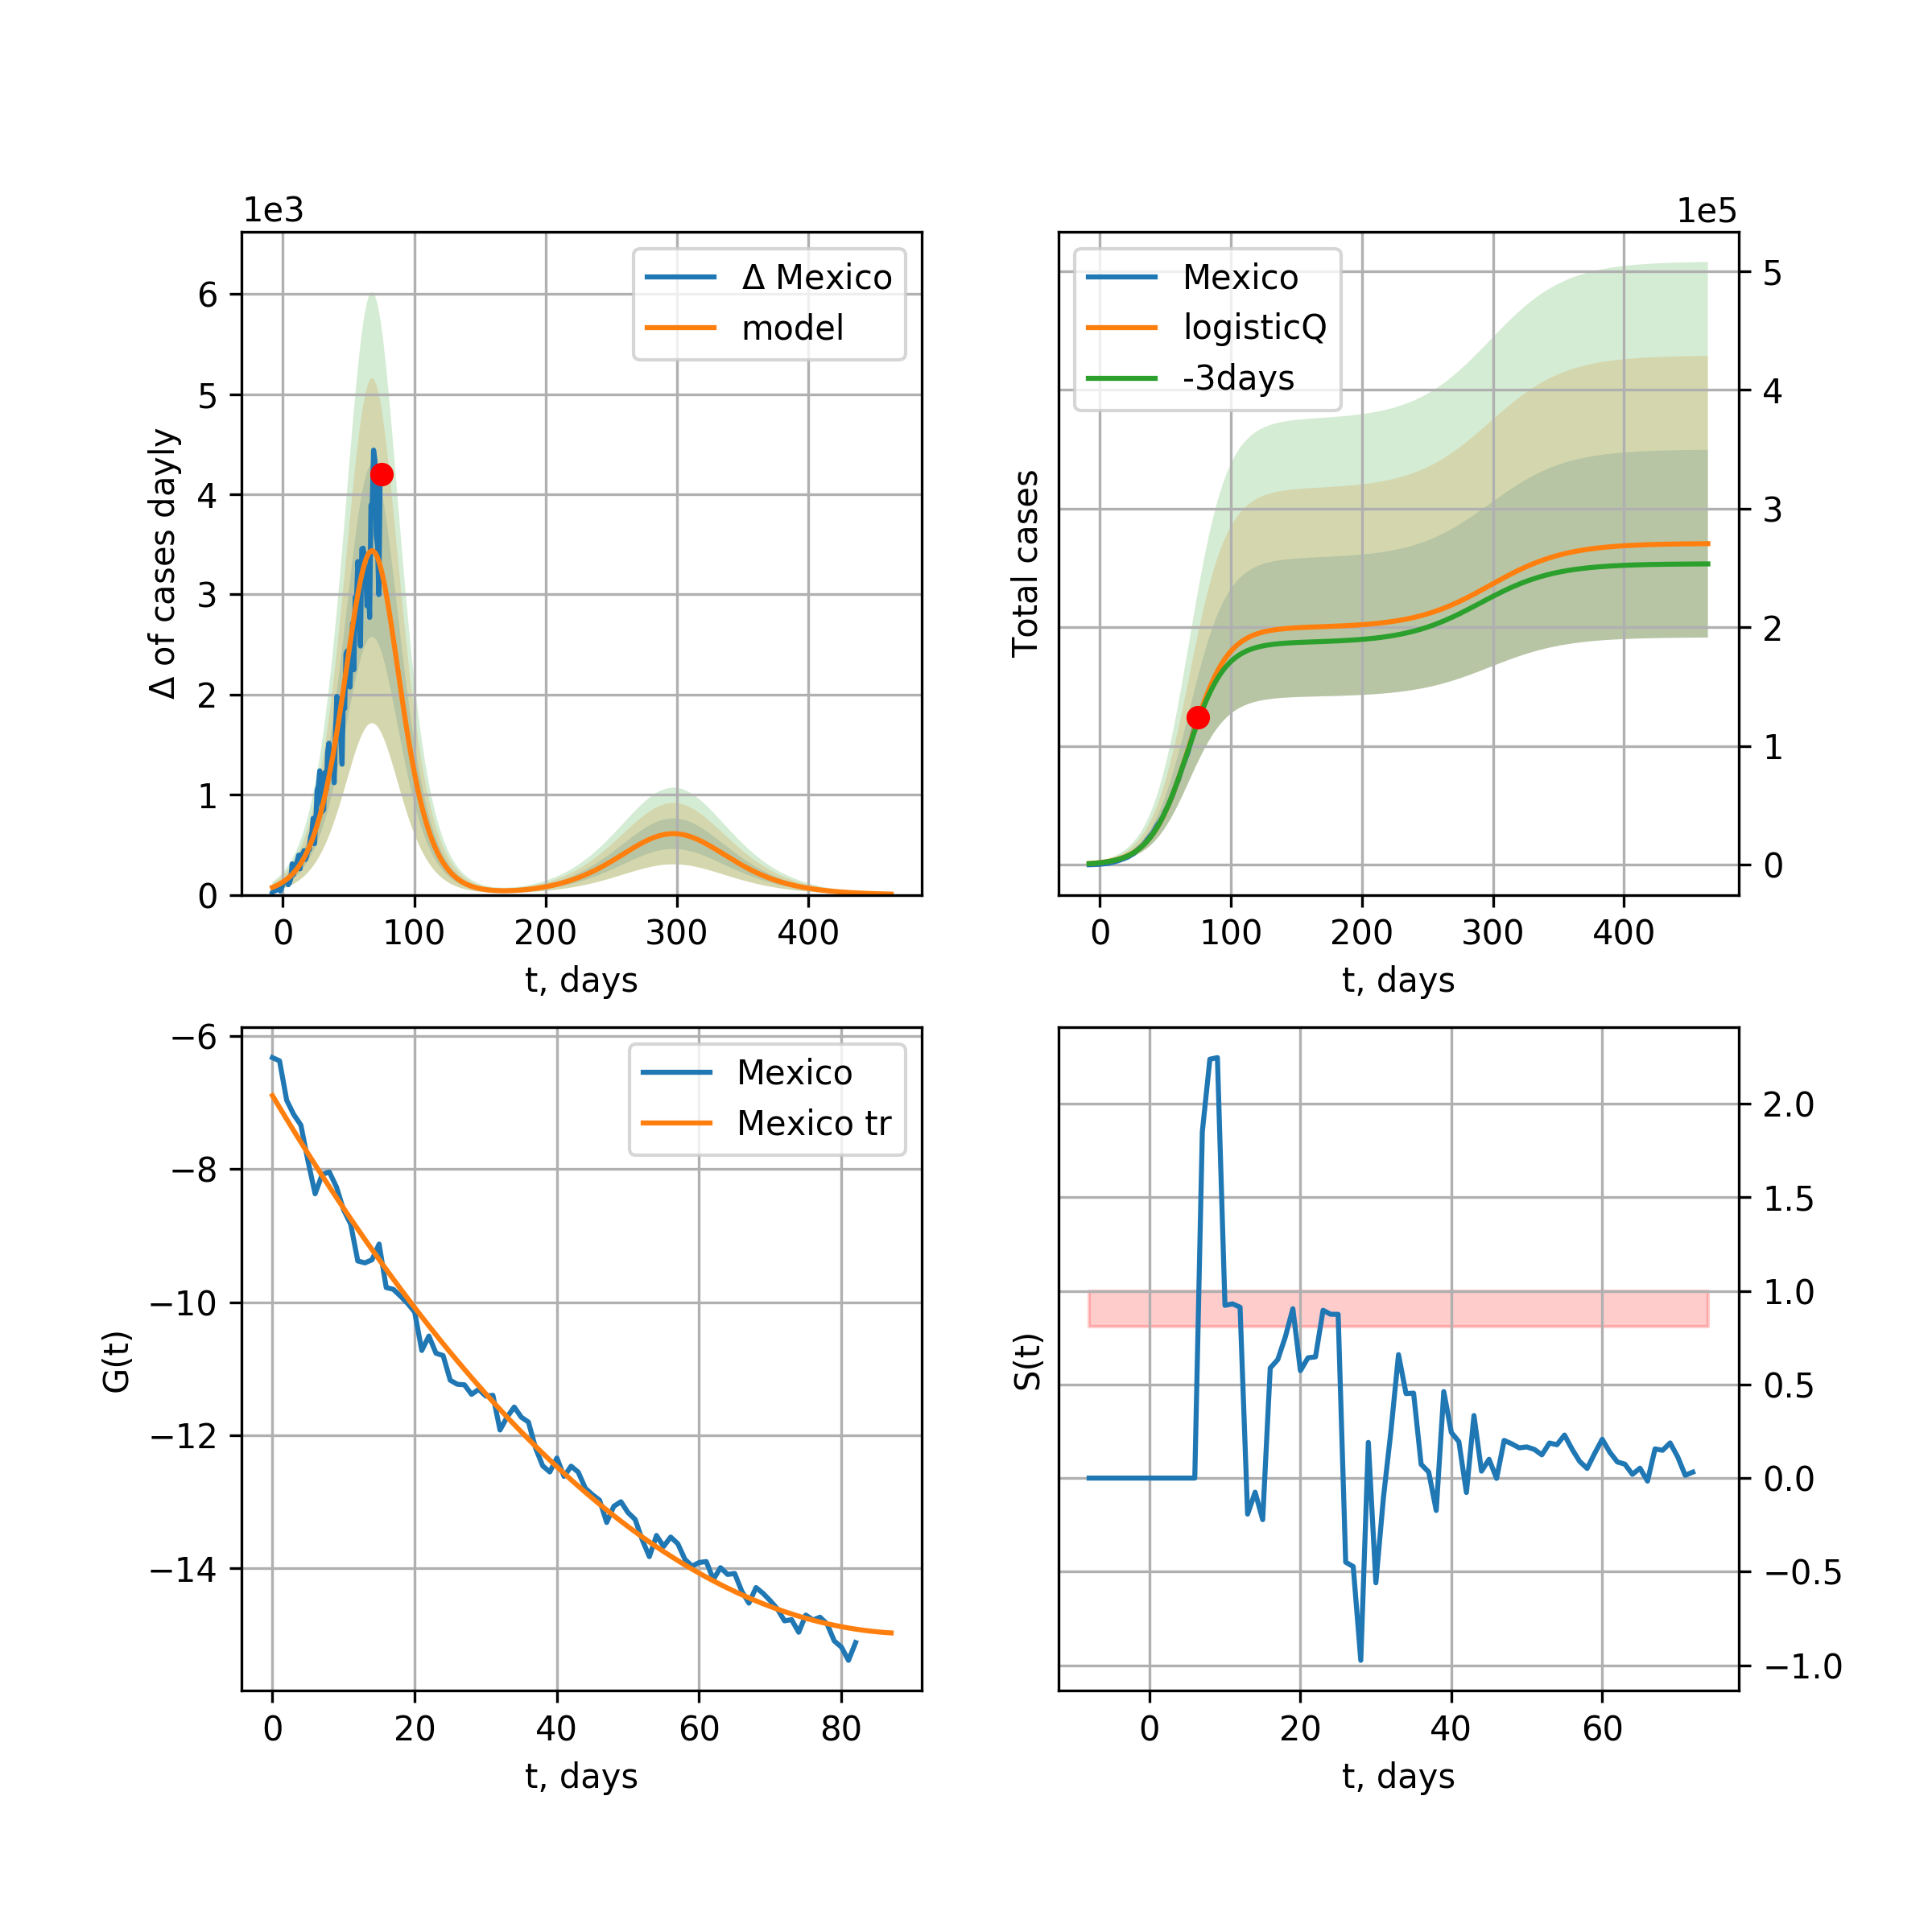 1e3
Δ Mexico
model
6
5
4
3
2
1
0
Δ of cases dayly
0 100 200 300 400
t, days
1e5
Mexico
logisticQ
-3days
5
4
3
2
1
0
Total cases
0 100 200 300 400
t, days
Mexico
Mexico tr
−6
−8
−10
−12
−14
G(t)
0 20 40 60 80
t, days
2.0
1.5
1.0
0.5
0.0
−0.5
−1.0
S(t)
0 20 40 60
t, days